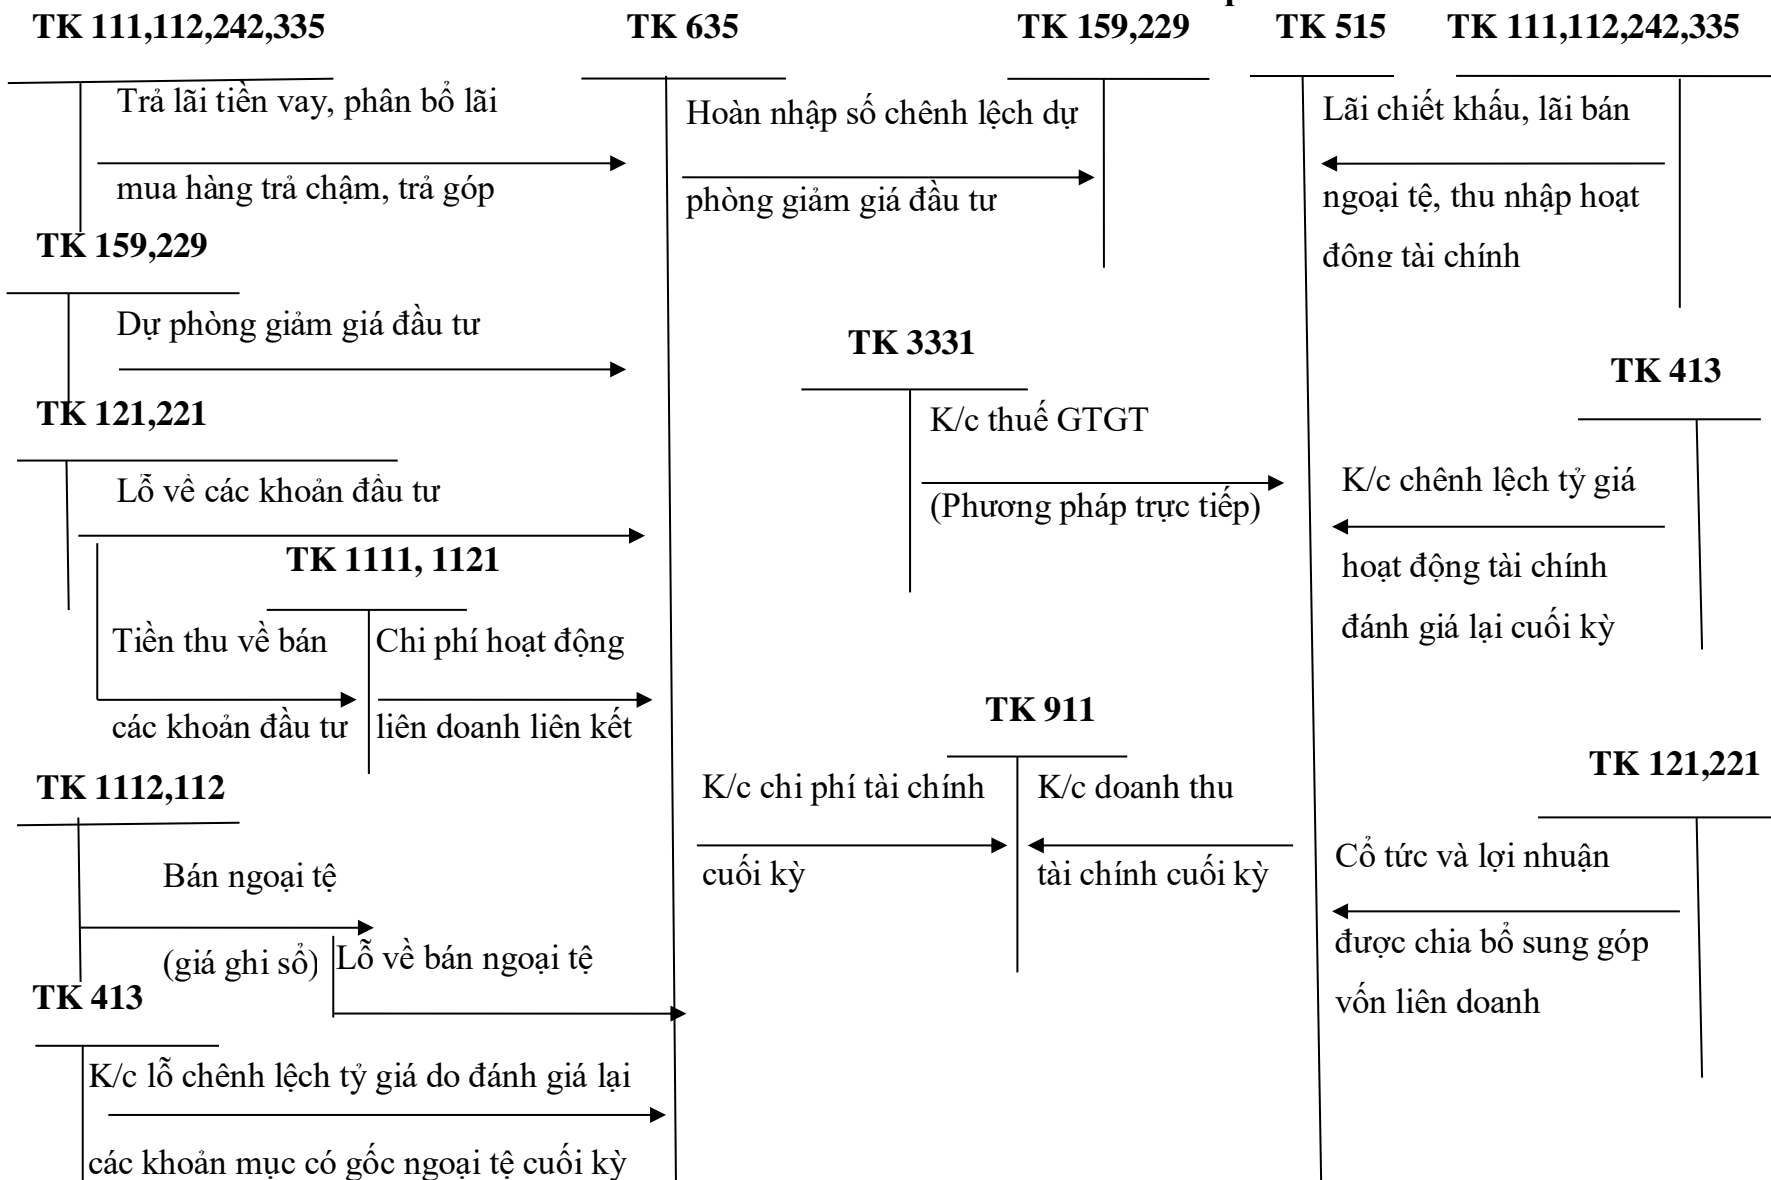 TK 111,112,242,335
TK 635
TK 159,229
TK 515
TK 111,112,242,335
Trả lãi tiền vay, phân bổ lãi
mua hàng trả chậm, trả góp
Hoàn nhập số chênh lệch dự
phòng giảm giá đầu tư
Lãi chiết khấu, lãi bán
ngoại tệ, thu nhập hoạt
động tài chính
TK 159,229
Dự phòng giảm giá đầu tư
TK 3331
K/c thuế GTGT
(Phương pháp trực tiếp)
TK 413
K/c chênh lệch tỷ giá
hoạt động tài chính
đánh giá lại cuối kỳ
TK 121,221
Lỗ về các khoản đầu tư
TK 1111, 1121
Tiền thu về bán
các khoản đầu tư
Chi phí hoạt động
liên doanh liên kết
TK 911
K/c chi phí tài chính
cuối kỳ
K/c doanh thu
tài chính cuối kỳ
TK 121,221
Cổ tức và lợi nhuận
được chia bổ sung góp
vốn liên doanh
TK 1112,112
Bán ngoại tệ
(giá ghi sổ)
Lỗ về bán ngoại tệ
TK 413
K/c lỗ chênh lệch tỷ giá do đánh giá lại
các khoản mục có gốc ngoại tệ cuối kỳ